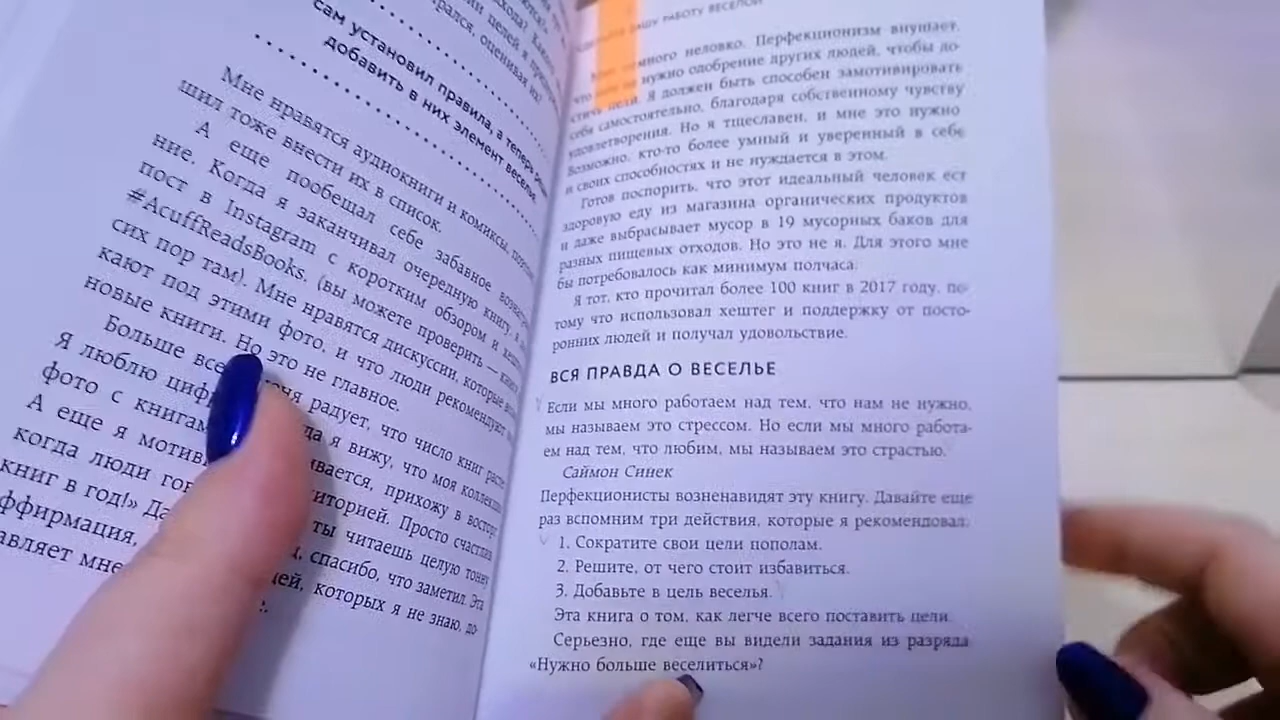 сам установил правила, а теперь
добавить в них элемент веселья.
Мне нравятся аудиокниги и комиксы,
шил тоже внести их в список.
А еще пообещал себе забавное
ние. Когда я заканчивал очередную книгу, я
пост в Instagram с коротким обзором и
#AcuffReadsBooks. (вы можете проверить —
сих пор там). Мне нравятся дискуссии, которые
кают под этими фото, и что люди рекомендуют
новые книги. Но это не главное.
Больше радует, что число книг
Я люблю я вижу, что моя
фото с прихожу в восторг
А еще я Просто
когда люди ты читаешь целую тонну
книг в год!» спасибо, что заметил. Эта
которых я не знаю, до
ВАШУ РАБОТУ ВЕСЕЛОЙ
неловко. Перфекционизм внушает,
что нужно одобрение других людей, чтобы до-
Я должен быть способен замотивировать
себя самостоятельно, благодаря собственному чувству
удовлетворения. Но я тщеславен, и мне это нужно
Возможно, кто-то более умный и уверенный в себе
и своих способностях и не нуждается в этом.
Готов поспорить, что этот идеальный человек ест
здоровую еду из магазина органических продуктов
и даже выбрасывает мусор в 19 мусорных баков для
разных пищевых отходов. Но это не я. Для этого мне
бы потребовалось как минимум полчаса.
Я тот, кто прочитал более 100 книг в 2017 году, по-
тому что использовал хештег и поддержку от посто-
ронних людей и получал удовольствие.
ВСЯ ПРАВДА О ВЕСЕЛЬЕ
Если мы много работаем над тем, что нам не нужно,
мы называем это стрессом. Но если мы много работа-
ем над тем, что любим, мы называем это страстью.
Саймон Синек
Перфекционисты возненавидят эту книгу. Давайте еще
раз вспомним три действия, которые я рекомендовал:
1. Сократите свои цели пополам.
2. Решите, от чего стоит избавиться.
3. Добавьте в цель веселья.
Эта книга о том, как легче всего поставить цели.
Серьезно, где еще вы видели задания из разряда
«Нужно больше веселиться»?